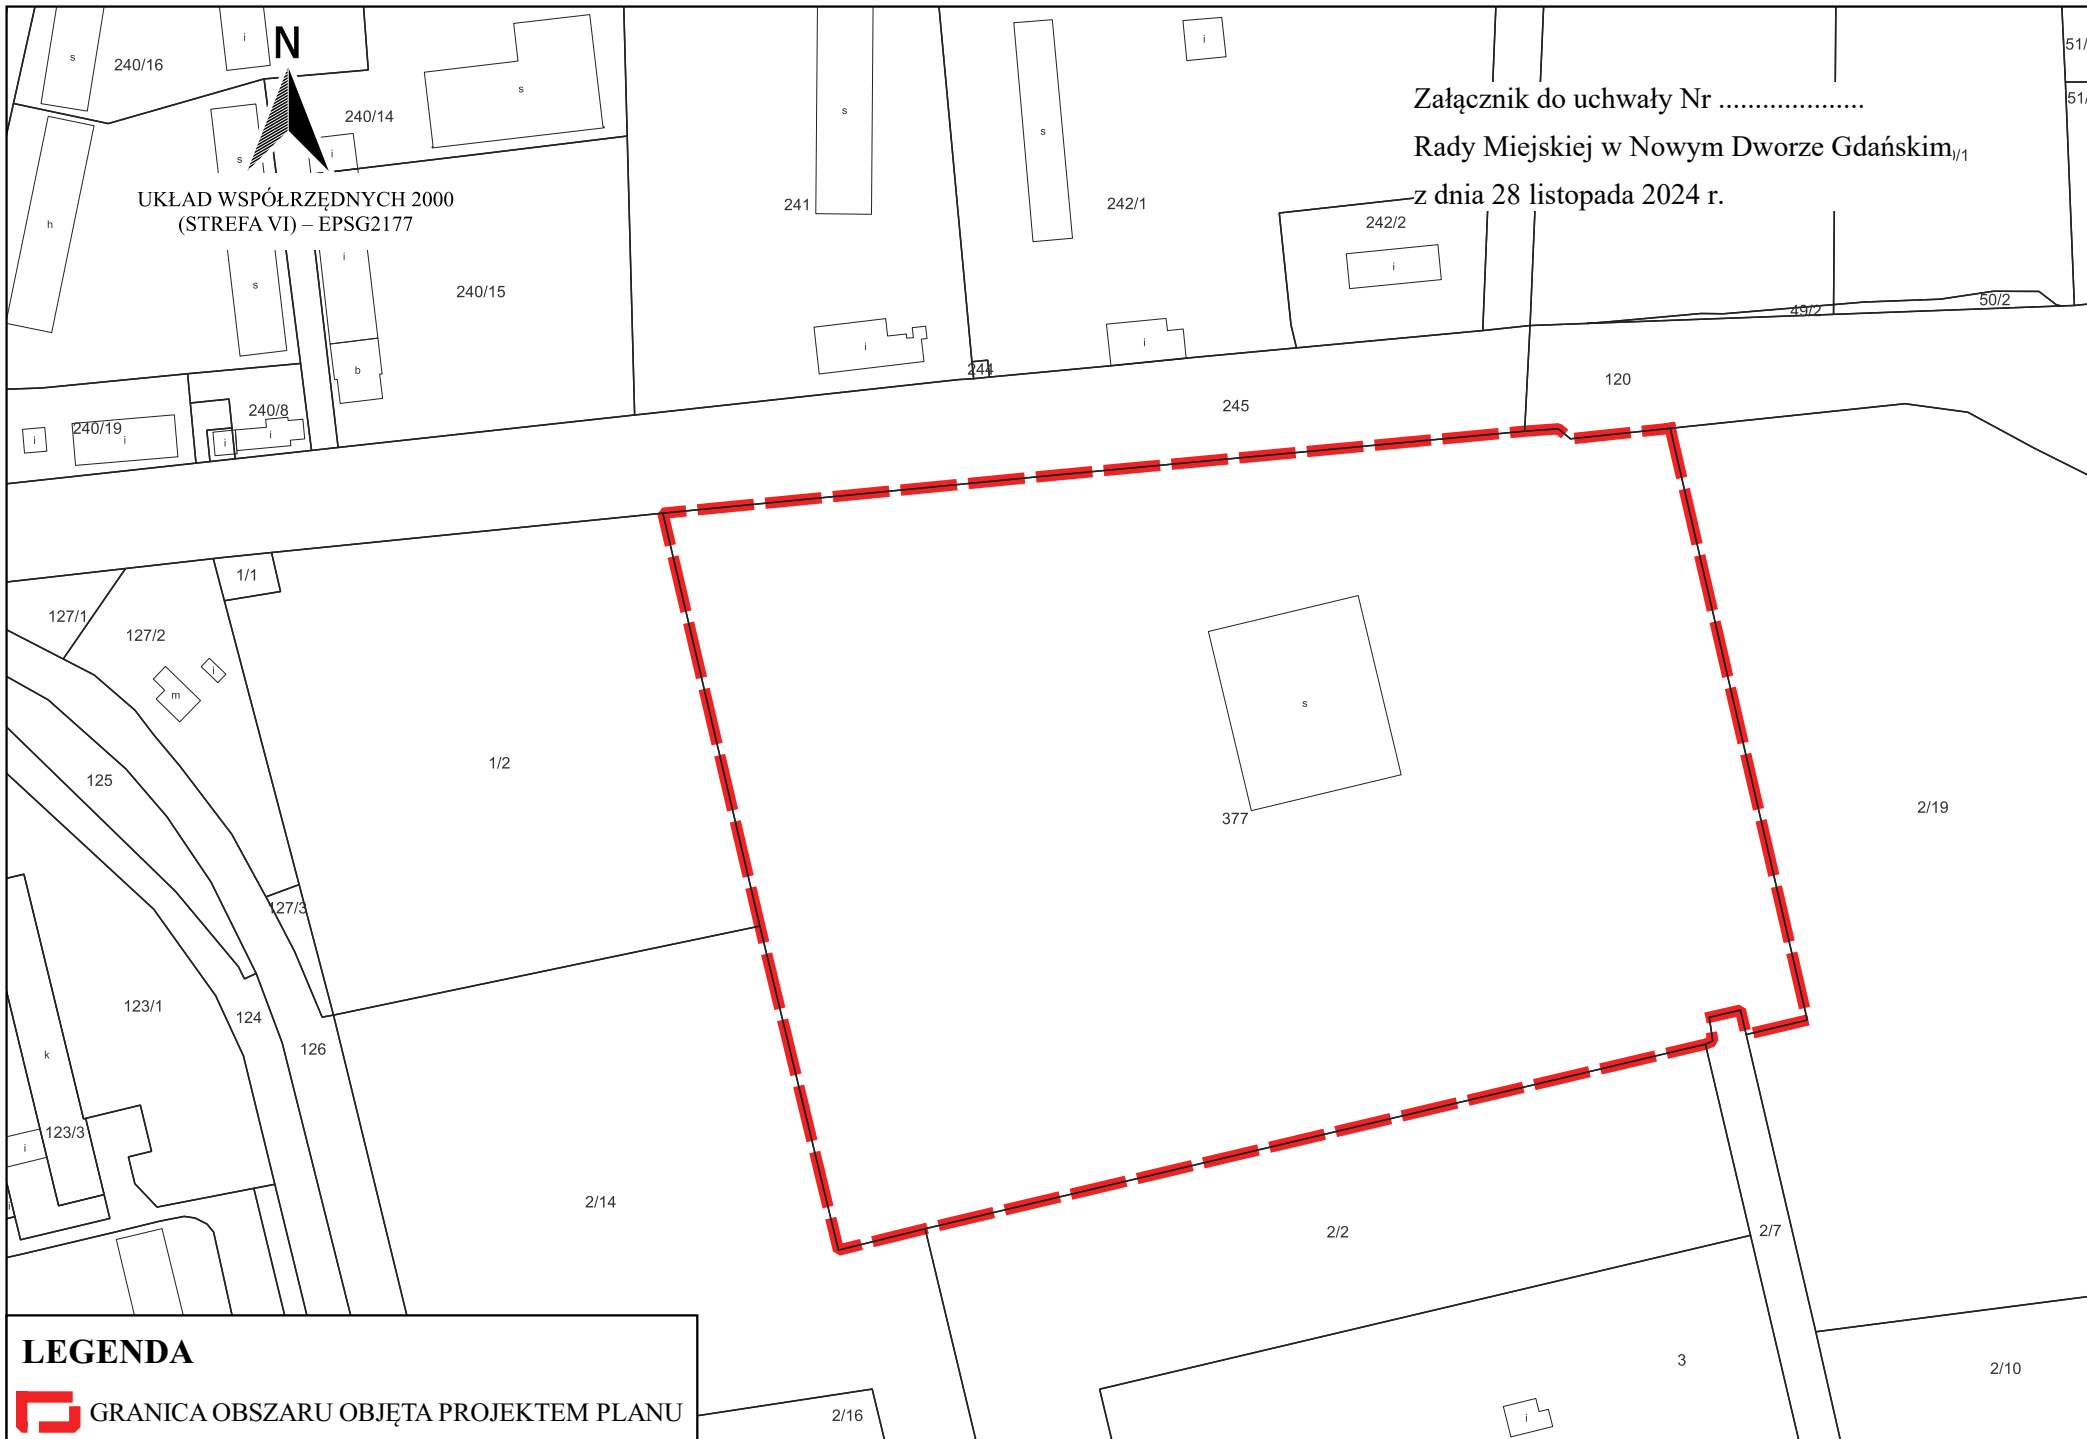 N
UKŁAD WSPÓŁRZĘDNYCH 2000
(STREFA VI) – EPSG2177
Załącznik do uchwały Nr ....................
Rady Miejskiej w Nowym Dworze Gdańskim
z dnia 28 listopada 2024 r.
s
240/16
i
s
240/14
s
i
s
h
s
i
240/15
b
240/8
240/19
i
i
i
i
s
241
i
244
s
i
242/1
i
242/2
i
51/
51/
/1
49/2
50/2
120
245
1/1
127/1
127/2
m
i
1/2
125
127/3
123/1
124
126
k
123/3
i
i
s
377
2/19
2/14
2/2
2/7
3
2/10
2/16
i
LEGENDA
GRANICA OBSZARU OBJĘTA PROJEKTEM PLANU